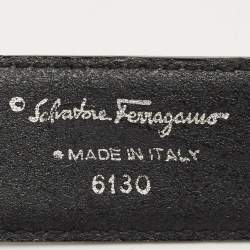 © Salvatore Ferragamo
• MADE IN ITALY
6130